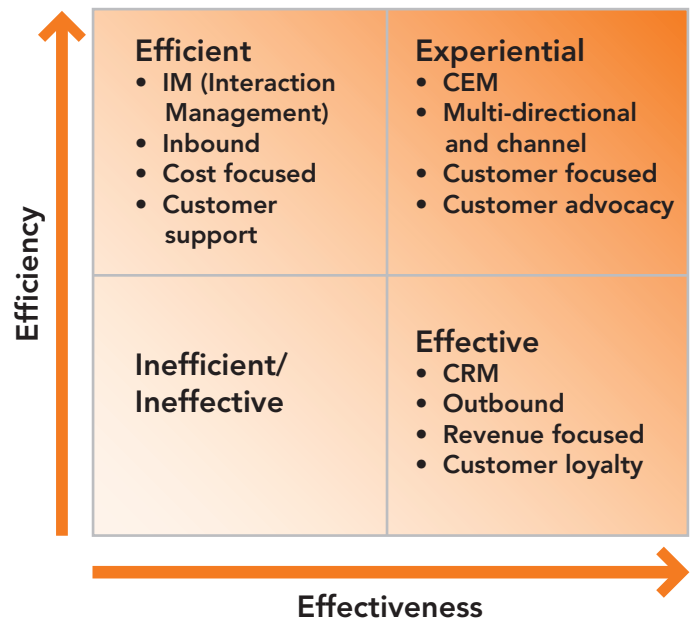 Efficient
• IM (Interaction
Management)
• Inbound
• Cost focused
• Customer
support
Experiential
• CEM
• Multi-directional
and channel
• Customer focused
• Customer advocacy
Efficiency
Inefficient/
Ineffective
Effective
• CRM
• Outbound
• Revenue focused
• Customer loyalty
Effectiveness